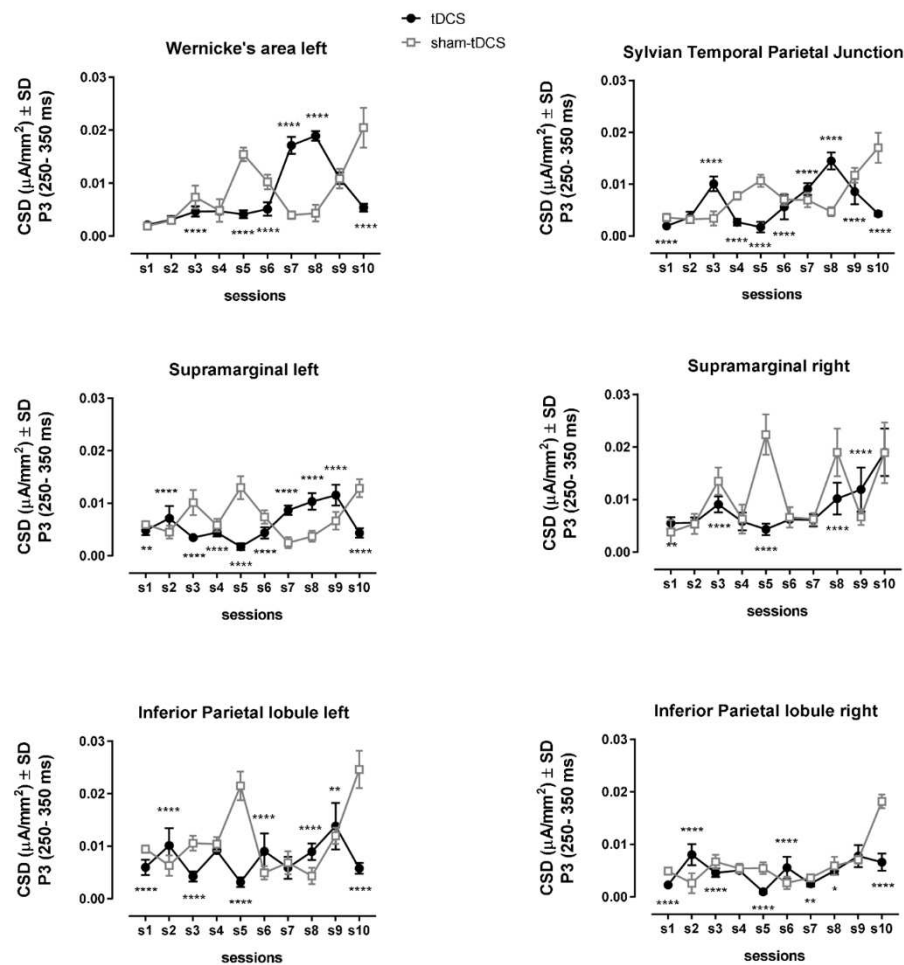 tDCS
sham-tDCS
Wernicke's area left
CSD (µA/mm²) ± SD
P3 (250- 350 ms)
0.03
0.02
0.01
0.00
**** **** **** **** **** ****
s1 s2 s3 s4 s5 s6 s7 s8 s9 s10
sessions
Sylvian Temporal Parietal Junction
CSD (µA/mm²) ± SD
P3 (250- 350 ms)
0.03
0.02
0.01
0.00
**** **** **** **** **** **** **** **** ****
s1 s2 s3 s4 s5 s6 s7 s8 s9 s10
sessions
Supramarginal left
CSD (µA/mm²) ± SD
P3 (250- 350 ms)
0.03
0.02
0.01
0.00
** **** **** **** **** **** **** **** **** ****
s1 s2 s3 s4 s5 s6 s7 s8 s9 s10
sessions
Supramarginal right
CSD (µA/mm²) ± SD
P3 (250- 350 ms)
0.03
0.02
0.01
0.00
** **** **** **** ****
s1 s2 s3 s4 s5 s6 s7 s8 s9 s10
sessions
Inferior Parietal lobule left
CSD (µA/mm²) ± SD
P3 (250- 350 ms)
0.03
0.02
0.01
0.00
**** **** **** **** **** **** ** ****
s1 s2 s3 s4 s5 s6 s7 s8 s9 s10
sessions
Inferior Parietal lobule right
CSD (µA/mm²) ± SD
P3 (250- 350 ms)
0.03
0.02
0.01
0.00
**** **** **** **** **** ** * ****
s1 s2 s3 s4 s5 s6 s7 s8 s9 s10
sessions